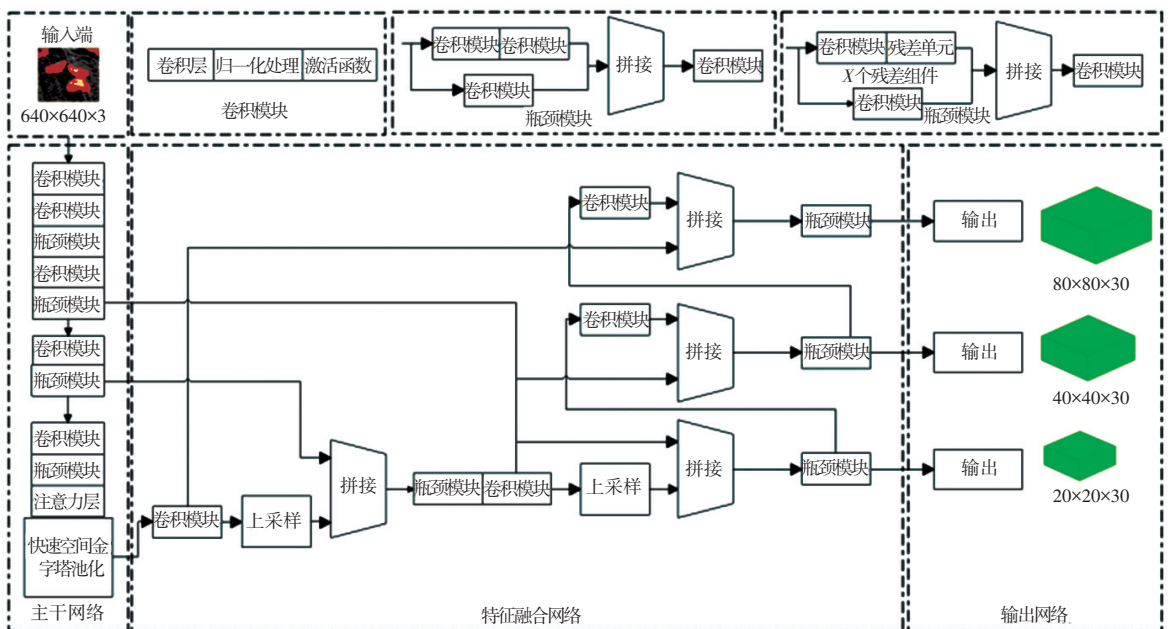 输入端
640×640×3
卷积层 归一化处理 激活函数
卷积模块
卷积模块 卷积模块
卷积模块
瓶颈模块
拼接
卷积模块
卷积模块 残差单元
X个残差组件
卷积模块
瓶颈模块
拼接
卷积模块
卷积模块
卷积模块
瓶颈模块
卷积模块
瓶颈模块
卷积模块
瓶颈模块
卷积模块
瓶颈模块
注意力层
快速空间金
字塔池化
主干网络
卷积模块
上采样
拼接
瓶颈模块 卷积模块
上采样
卷积模块
拼接
瓶颈模块
卷积模块
拼接
瓶颈模块
拼接
瓶颈模块
特征融合网络
输出
80×80×30
输出
40×40×30
输出
20×20×30
输出网络